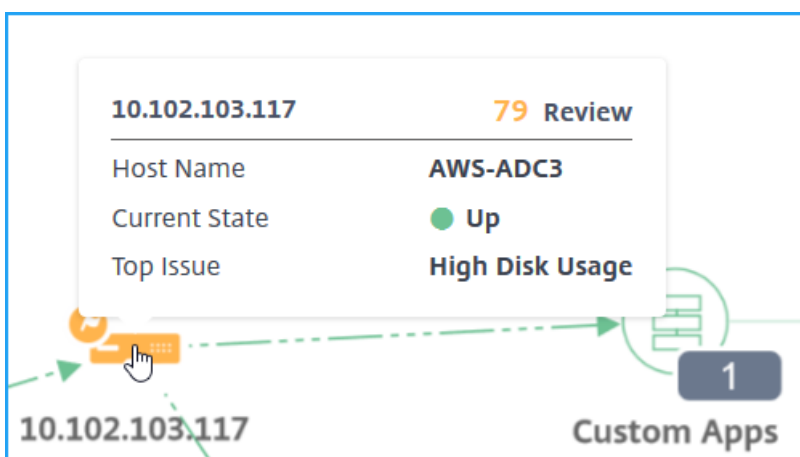 10.102.103.117 79 Review
Host Name AWS-ADC3
Current State Up
Top Issue High Disk Usage
1
10.102.103.117 Custom Apps